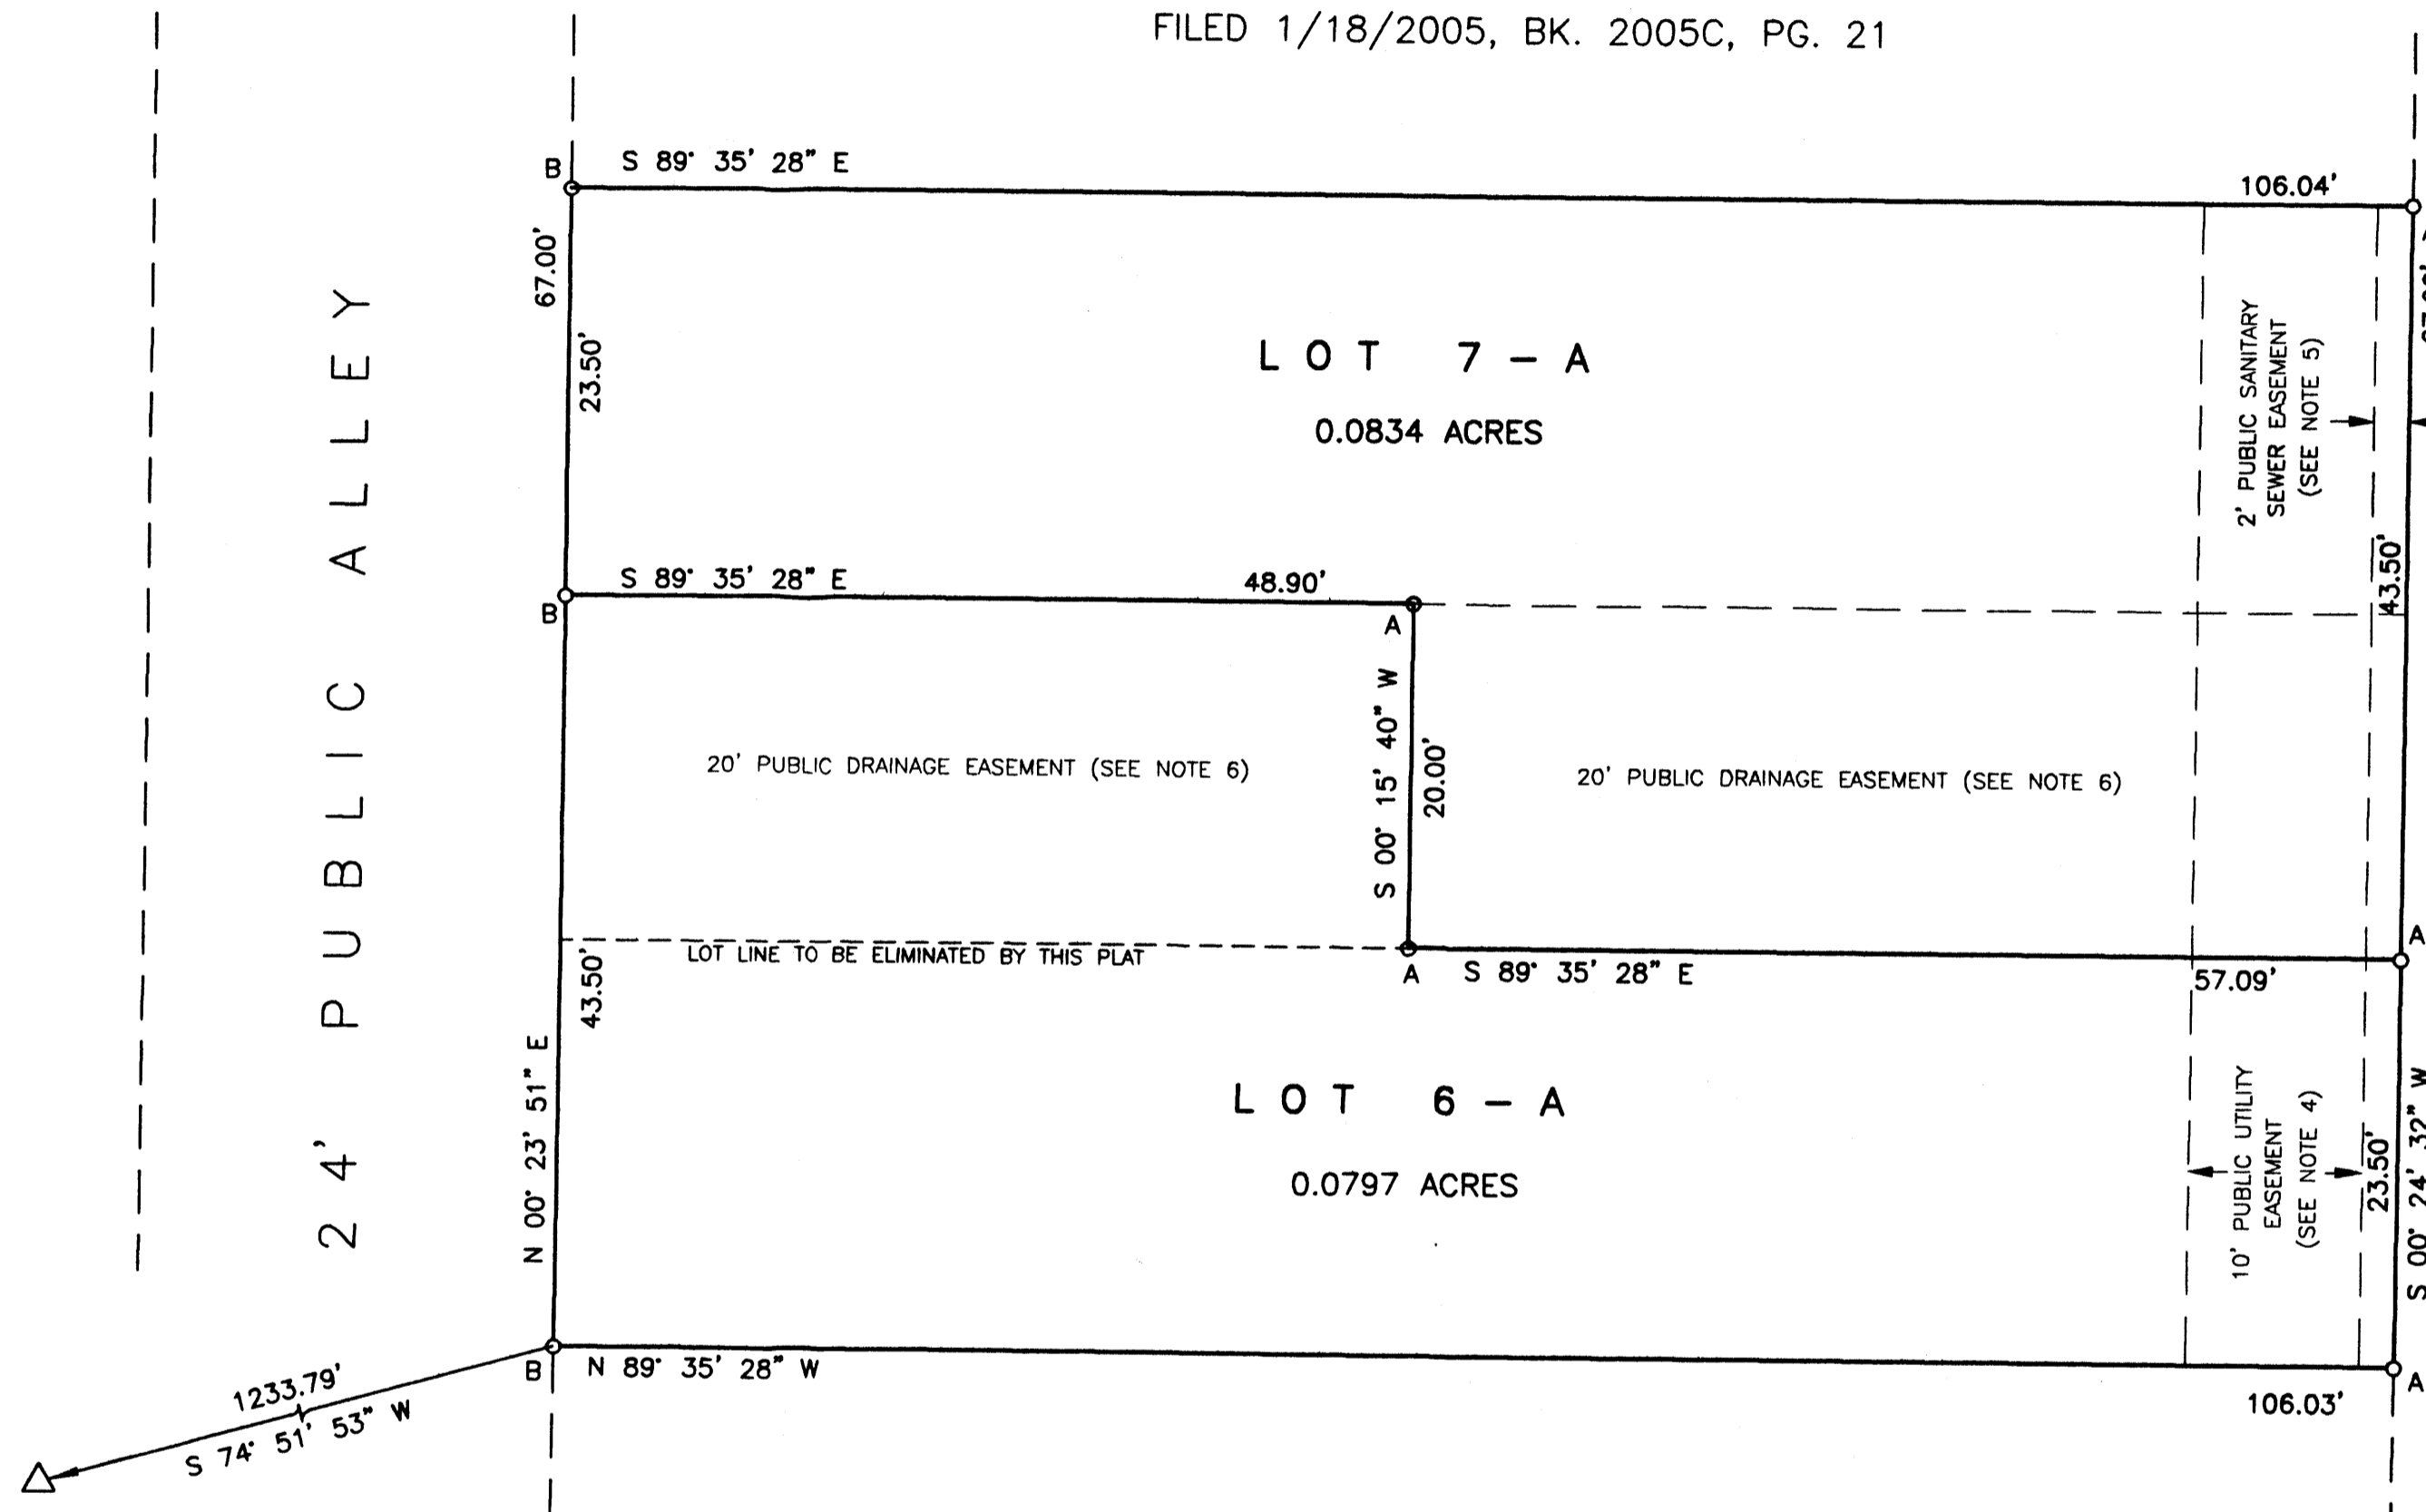 FILED 1/18/2005, BK. 2005C, PG. 21
B
S 89° 35' 28" E
106.04'
67.00'
23.50'
LOT 7-A
0.0834 ACRES
2' PUBLIC SANITARY
SEWER EASEMENT
(SEE NOTE 5)
43.50'
24' PUBLIC ALLEY
S 89° 35' 28" E
48.90'
B
A
S 00° 15' 40" W
20.00'
20' PUBLIC DRAINAGE EASEMENT (SEE NOTE 6)
20' PUBLIC DRAINAGE EASEMENT (SEE NOTE 6)
LOT LINE TO BE ELIMINATED BY THIS PLAT
A
S 89° 35' 28" E
57.09'
A
43.50'
N 00° 23' 51" E
LOT 6-A
0.0797 ACRES
10' PUBLIC UTILITY
EASEMENT
(SEE NOTE 4)
23.50'
S 00° 24' 32" W
B
N 89° 35' 28" W
106.03'
A
1233.79'
S 74° 51' 53" W